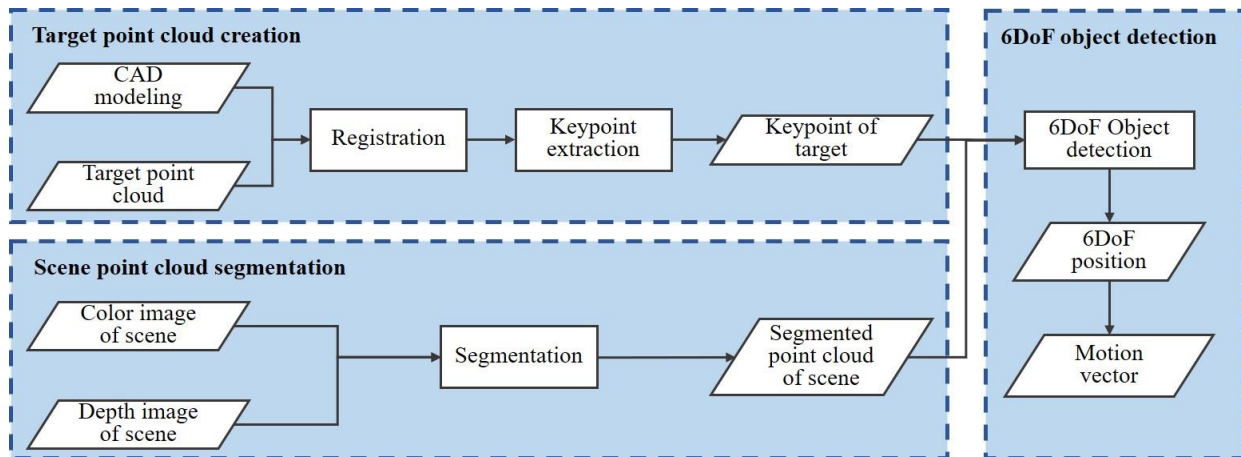 Target point cloud creation
CAD
modeling
Target point
cloud
Registration
Keypoint
extraction
Keypoint of
target
Scene point cloud segmentation
Color image
of scene
Depth image
of scene
Segmentation
Segmented
point cloud
of scene
6DoF object detection
6DoF Object
detection
6DoF
position
Motion
vector